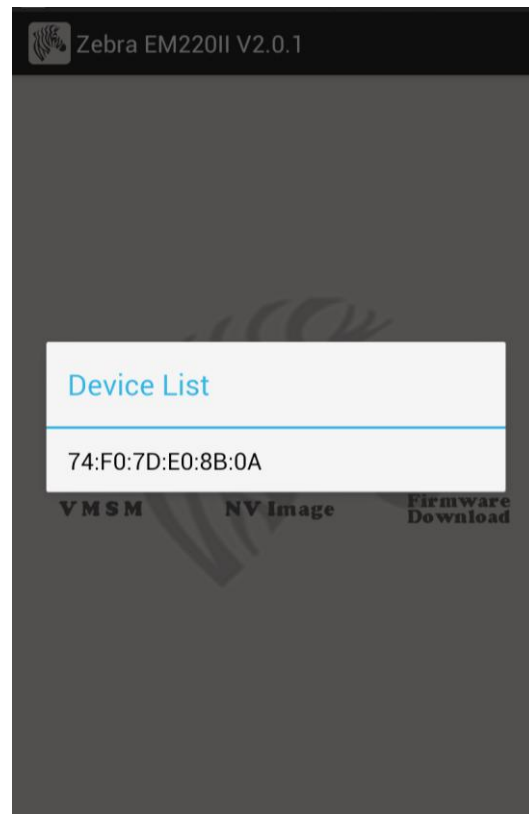 Zebra EM220II V2.0.1
Device List
74:F0:7D:E0:8B:0A
VMSM
NV Image
Firmware
Download